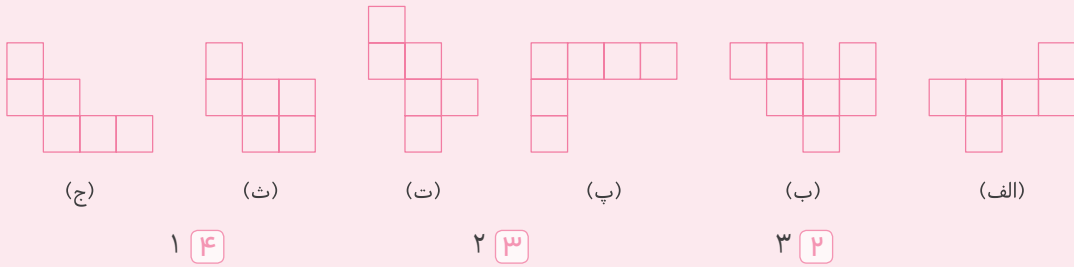 (الف) (ب) (پ) (ت) (ث) (ج)
۲ ۳ ۳ ۲ ۴ ۱